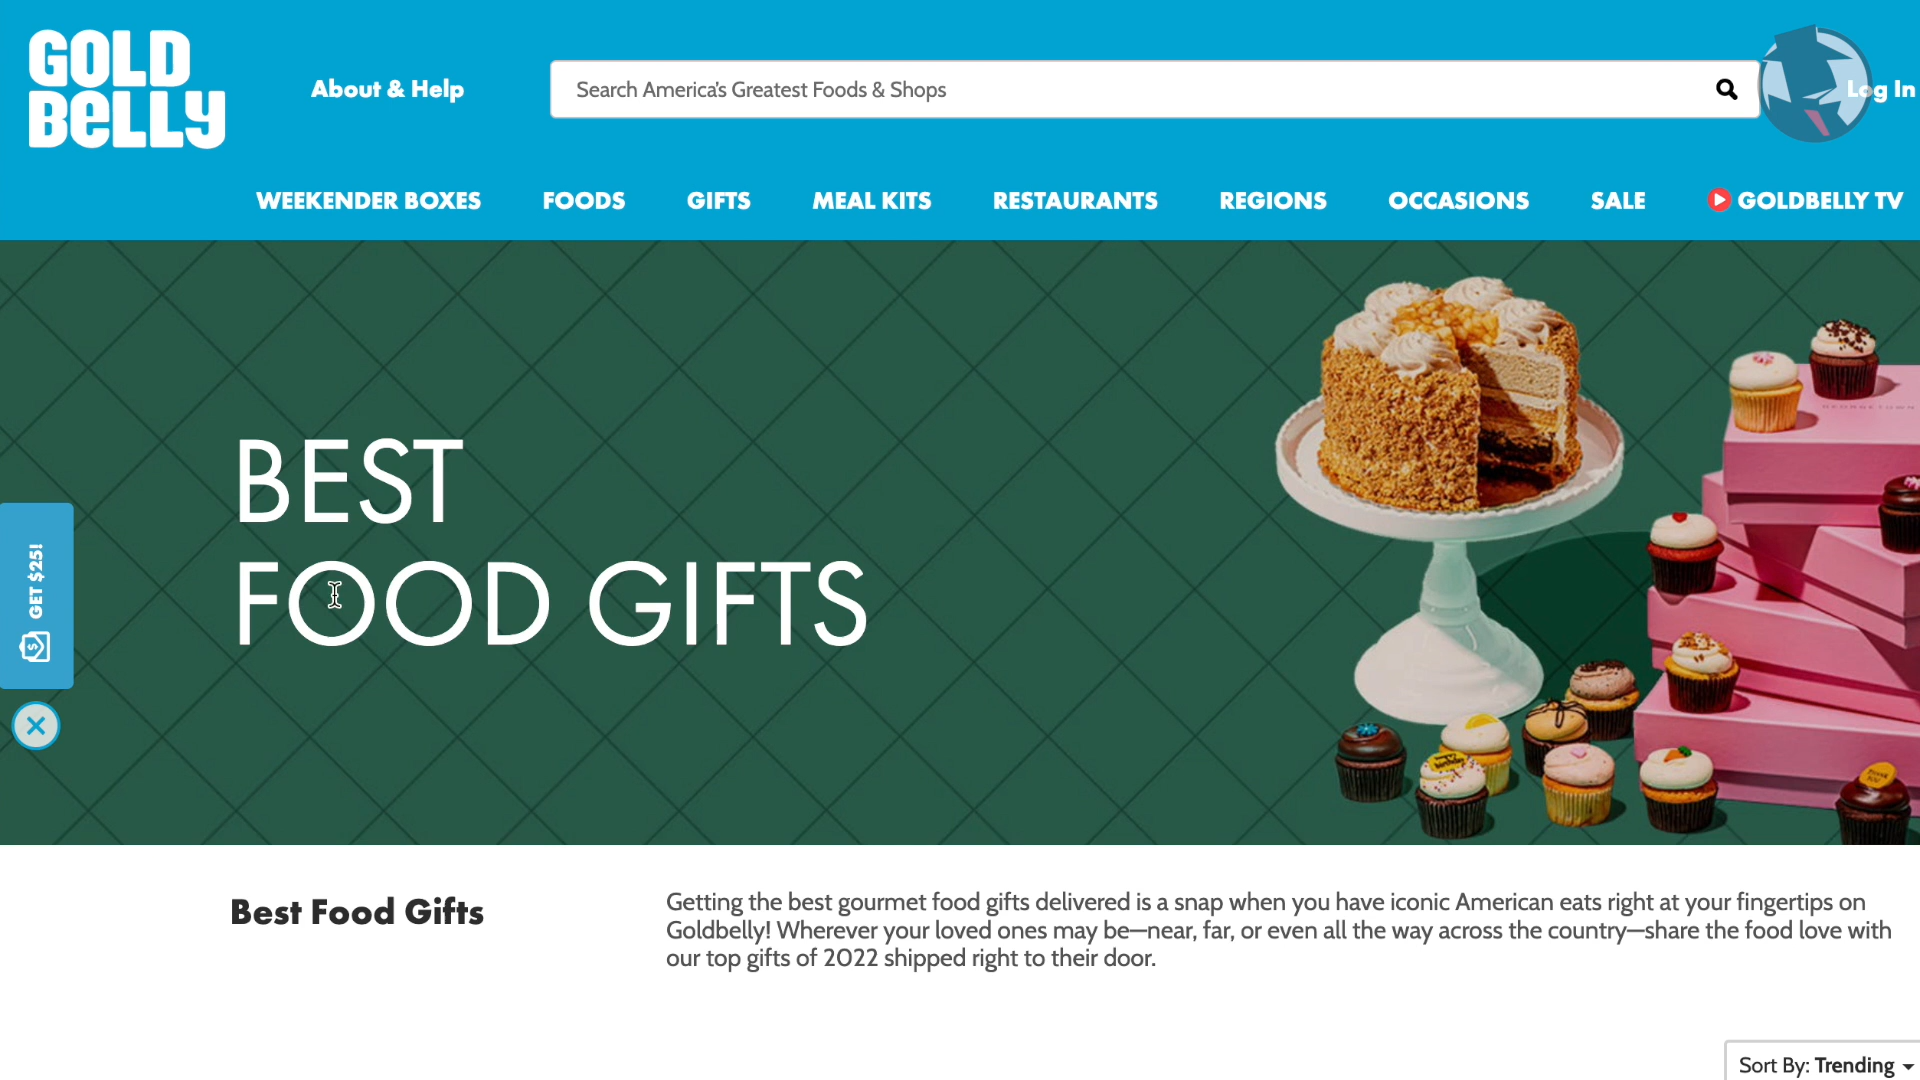 GOLD
BELLY
About & Help
Search America's Greatest Foods & Shops
Log In
WEEKENDER BOXES
FOODS
GIFTS
MEAL KITS
RESTAURANTS
REGIONS
OCCASIONS
SALE
GOLDBELLY TV
BEST
FOOD GIFTS
GET $25!
Best Food Gifts
Getting the best gourmet food gifts delivered is a snap when you have iconic American eats right at your fingertips on
Goldbelly! Wherever your loved ones may be—near, far, or even all the way across the country—share the food love with
our top gifts of 2022 shipped right to their door.
Sort By: Trending